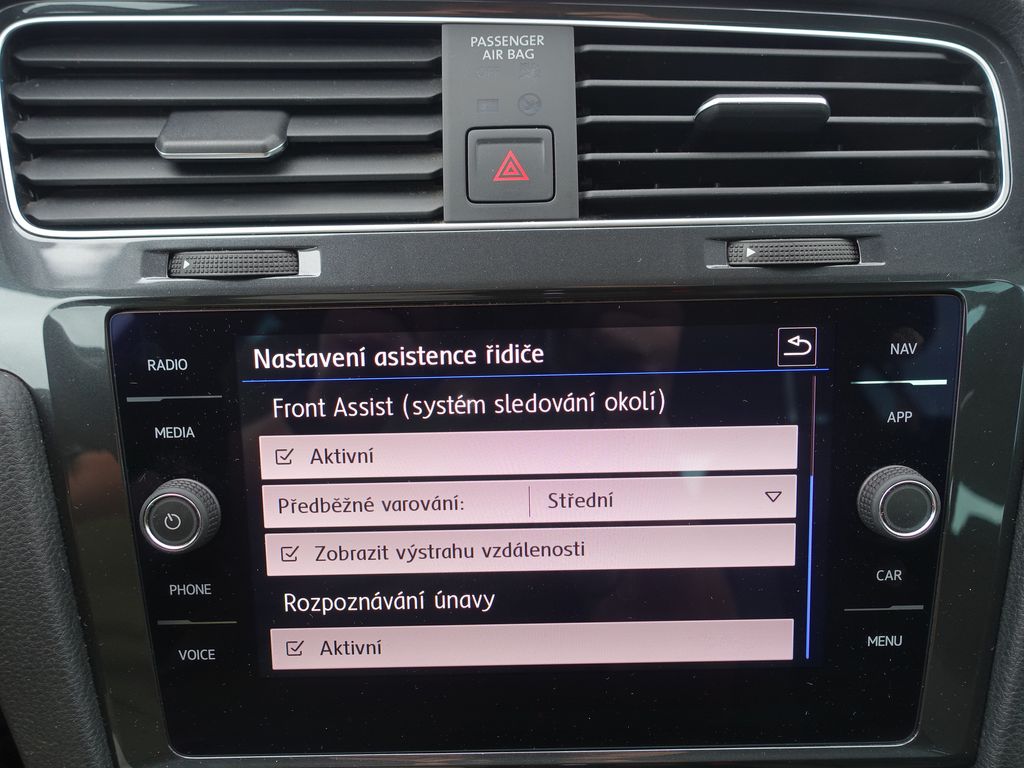 PASSENGER
AIR BAG
RADIO
MEDIA
PHONE
VOICE
Nastavení asistence řidiče
Front Assist (systém sledování okolí)
Aktivní
Předběžné varování: Střední
Zobrazit výstrahu vzdálenosti
Rozpoznávání únavy
Aktivní
NAV
APP
CAR
MENU